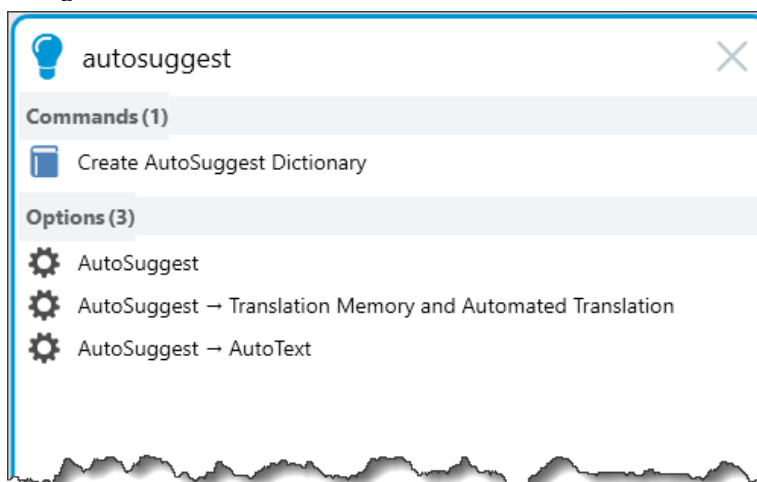 autosuggest
Commands (1)
Create AutoSuggest Dictionary
Options (3)
AutoSuggest
AutoSuggest → Translation Memory and Automated Translation
AutoSuggest → AutoText